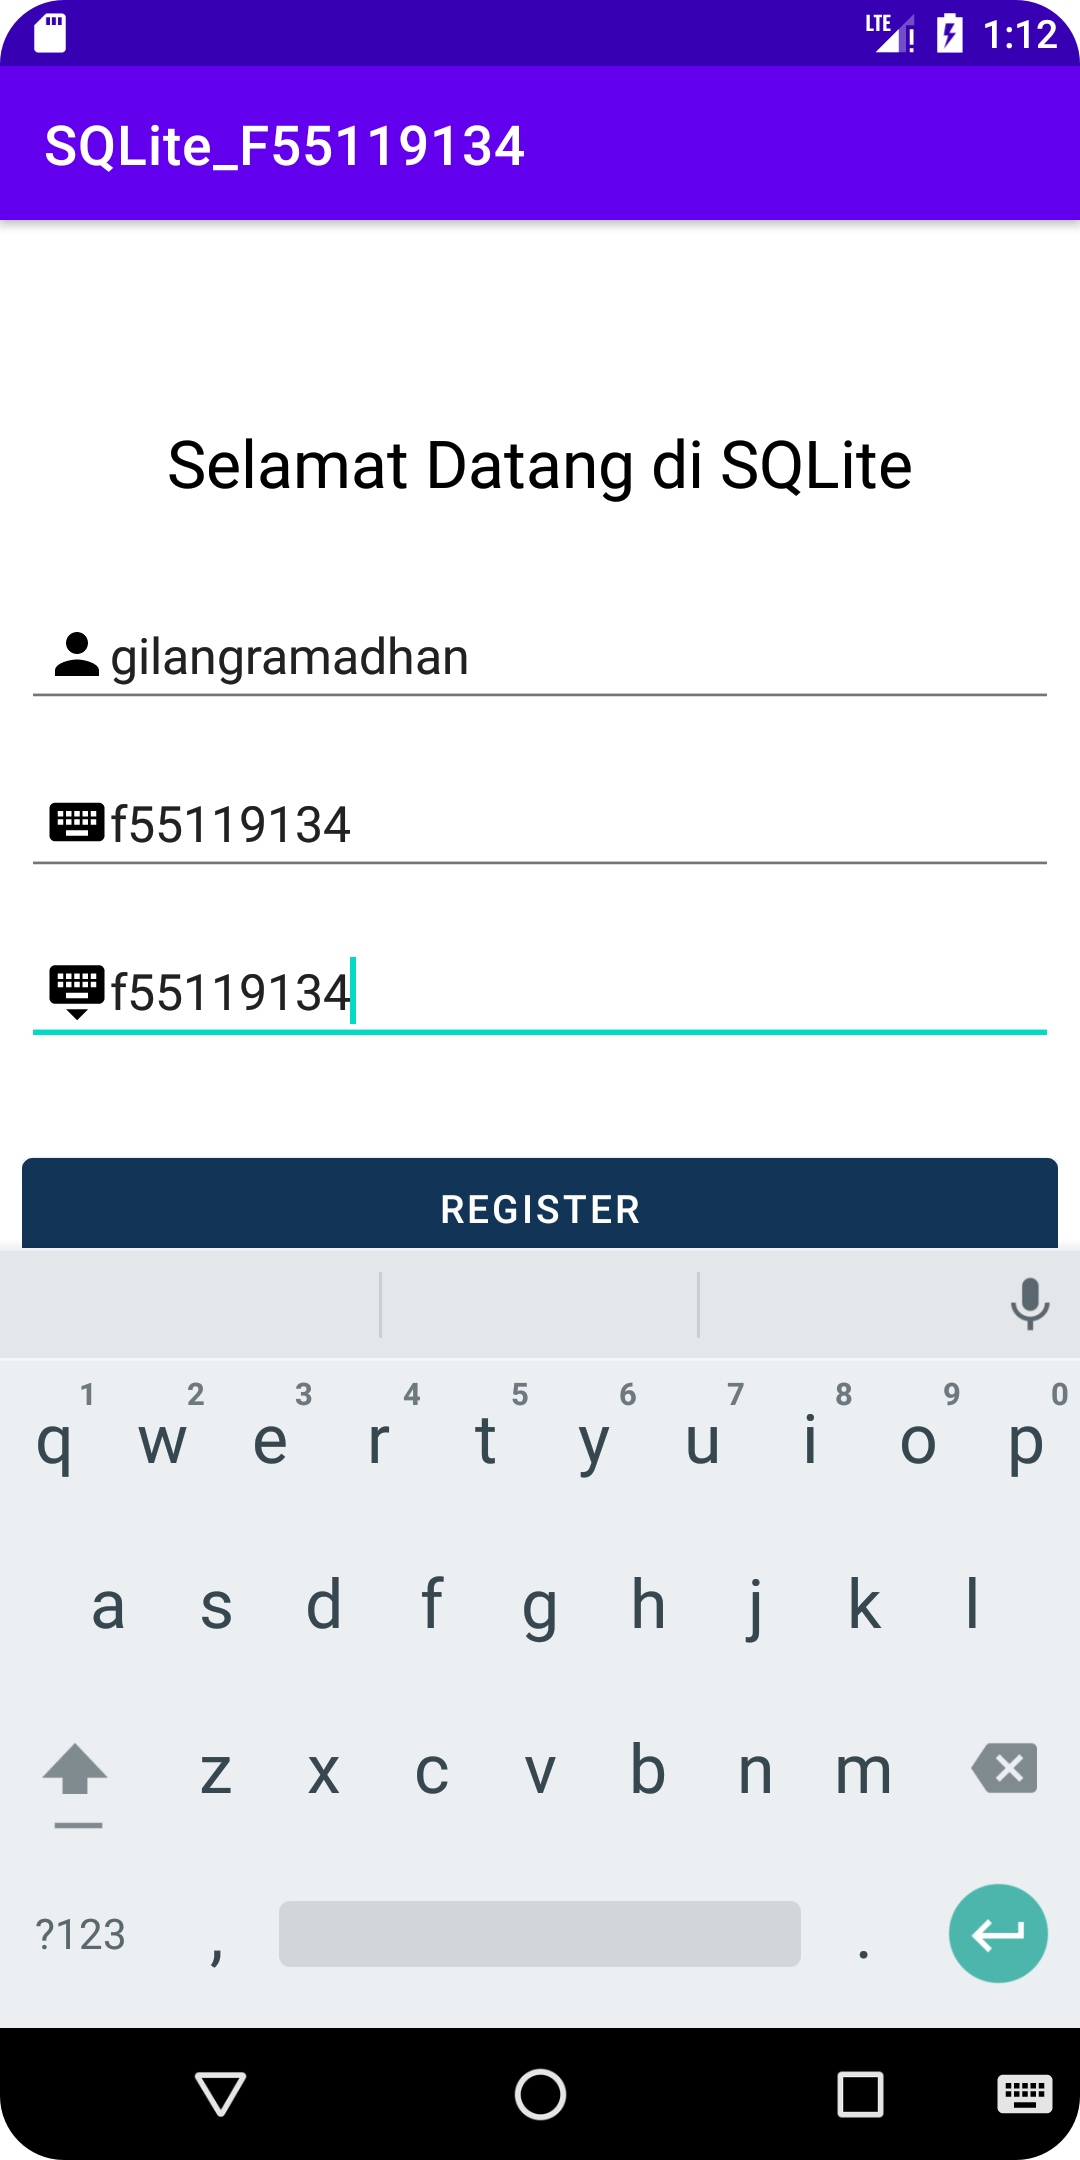 LTE ! 1:12
SQLite_F55119134
Selamat Datang di SQLite
gilangramadhan
f55119134
f55119134
REGISTER
1 2 3 4 5 6 7 8 9 0
q w e r t y u i o p
a s d f g h j k l
z x c v b n m
?123 , .